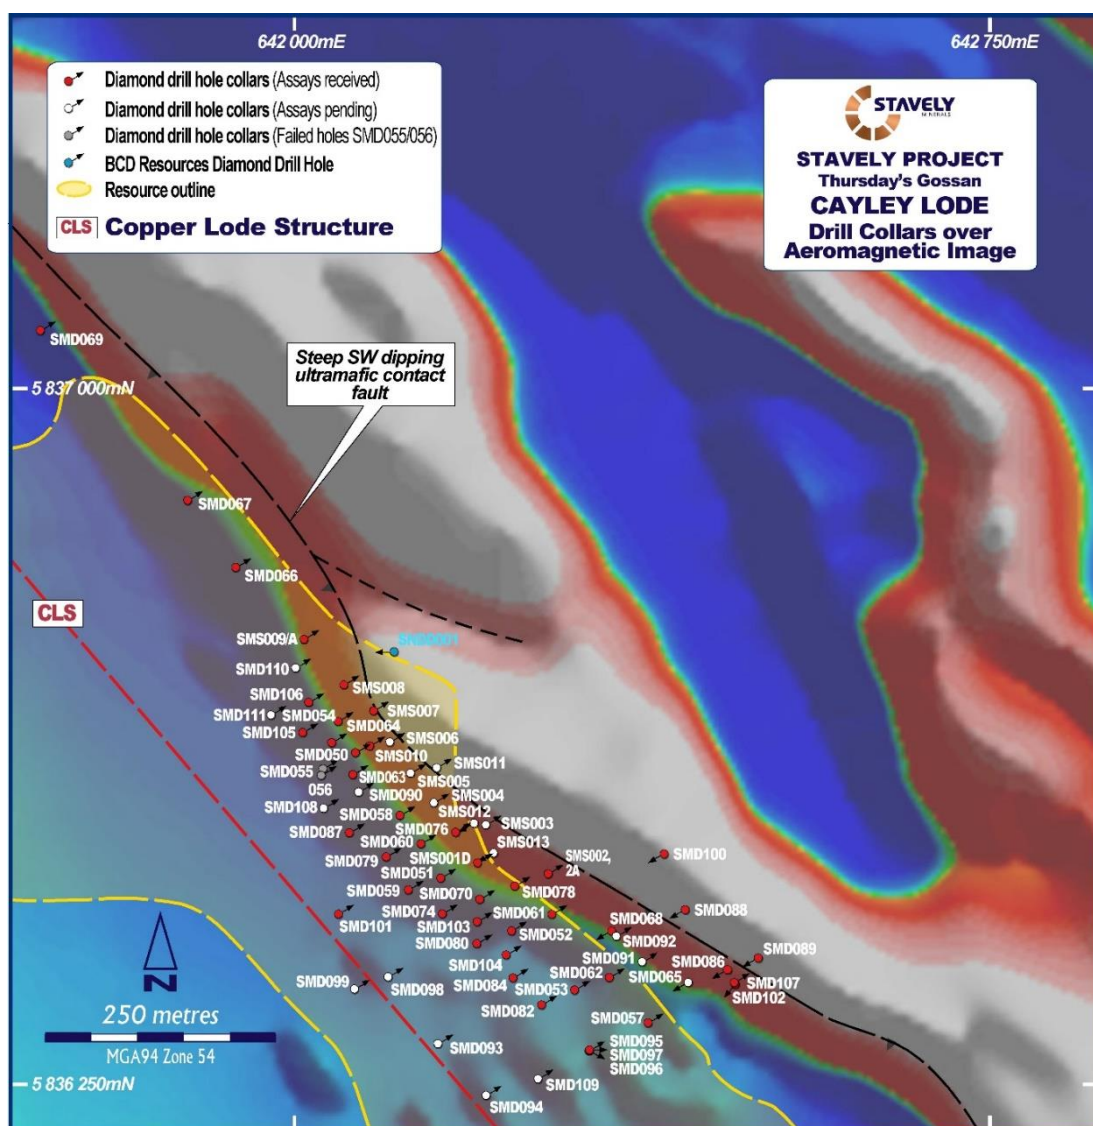 642 000mE
642 750mE
Diamond drill hole collars (Assays received)
Diamond drill hole collars (Assays pending)
Diamond drill hole collars (Failed holes SMD055/056)
BCD Resources Diamond Drill Hole
Resource outline
CLS Copper Lode Structure
STAVELY
MINERALS
STAVELY PROJECT
Thursday's Gossan
CAYLEY LODE
Drill Collars over
Aeromagnetic Image
SMD069
Steep SW dipping
ultramafic contact
fault
5 837 000mN
SMD067
SMD066
CLS
SMS009/A
SMD110
SMS008
SMD106
SMD111
SMD054
SMS007
SMD064
SMD105
SMS006
SMD050
SMS010
SMS011
SMD055
056
SMD063
SMS005
SMD090
SMS004
SMD108
SMD058
SMS012
SMS003
SMD087
SMD076
SMD060
SMS013
SMD079
SMS001D
SMS002,
2A
SMD100
SMD051
SMD059
SMD070
SMD078
SMD101
SMD074
SMD061
SMD088
SMD103
SMD068
SMD052
SMD080
SMD092
SMD104
SMD091
SMD086
SMD089
SMD099
SMD098
SMD084
SMD053
SMD062
SMD065
SMD107
SMD102
SMD082
N
250 metres
MGA94 Zone 54
SMD057
SMD093
SMD095
SMD097
SMD096
5 836 250mN
SMD109
SMD094